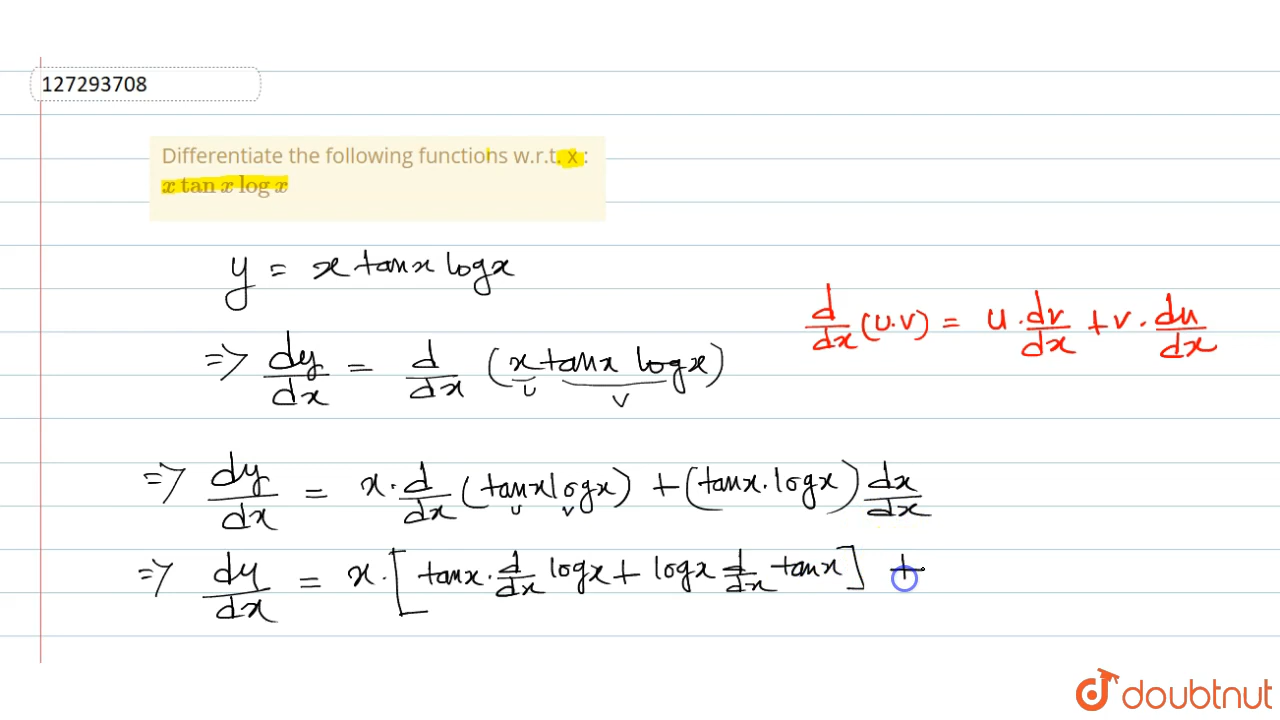 127293708
Differentiate the following functions w.r.t. x :
x tan x log x
y = x tanx logx
d/dx (u.v) = u . dv/dx + v . du/dx
=> dy/dx = d/dx (x tanx logx)
u v
=> dy/dx = x . d/dx (tanx logx) + (tanx . logx) dx/dx
u v
=> dy/dx = x . [tanx . d/dx logx + logx d/dx tanx] +
doubtnut